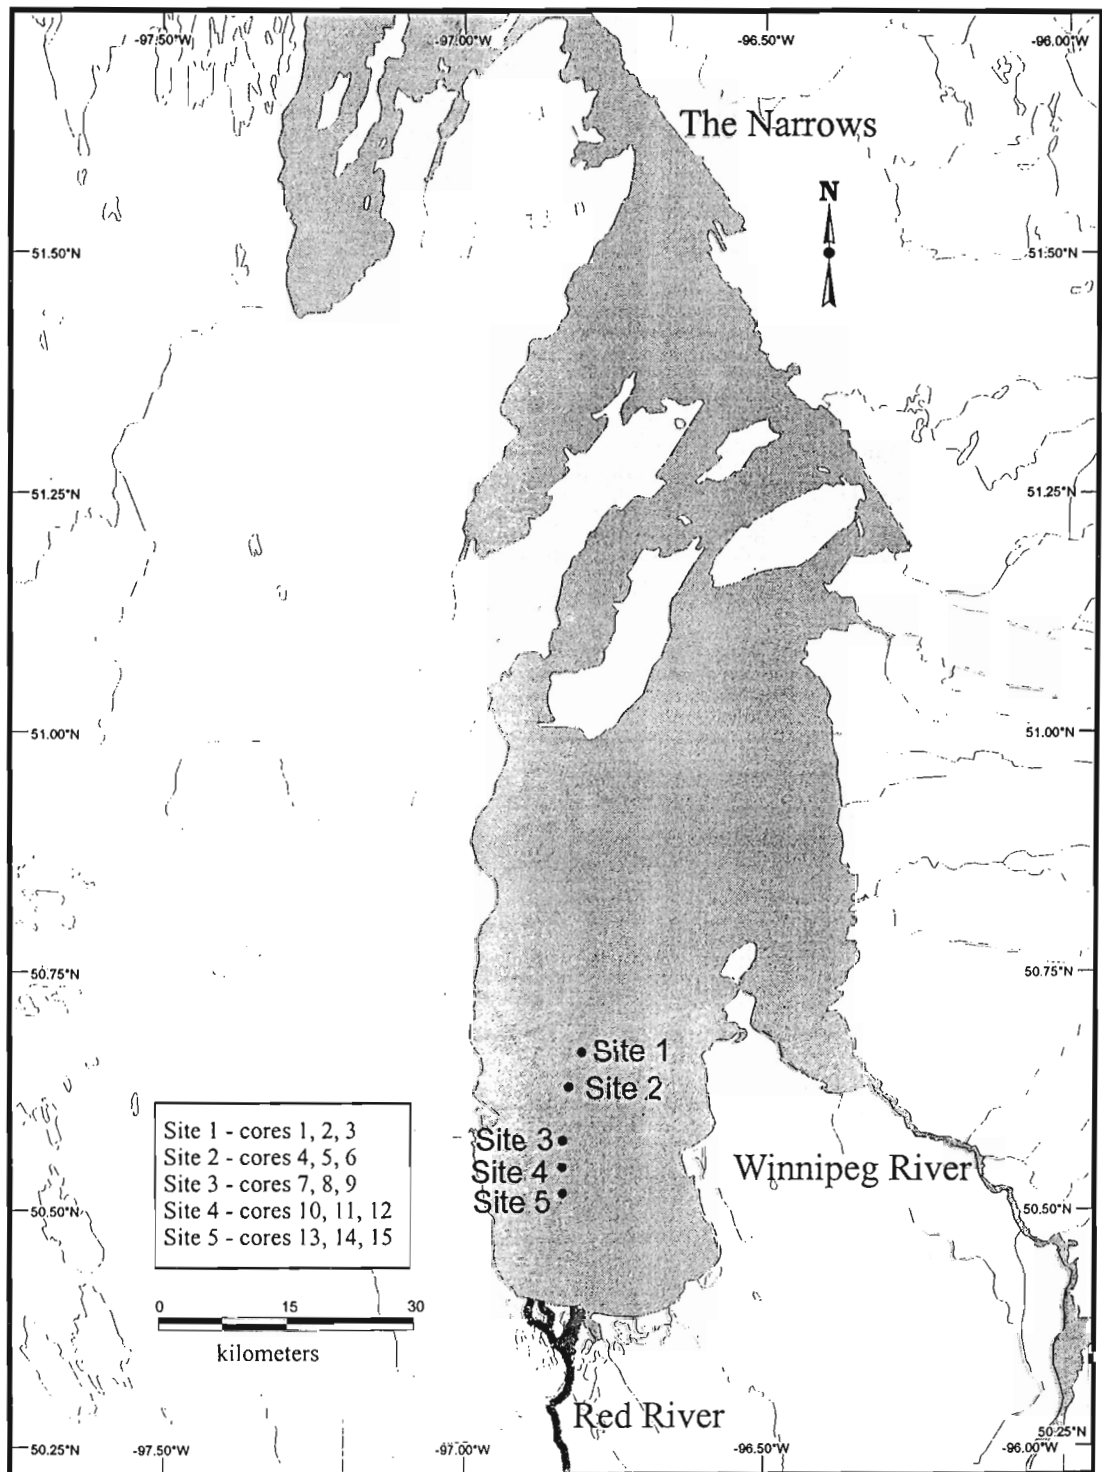 -97.50°W -97.00°W -96.50°W -96.00°W
The Narrows
N
51.50°N 51.50°N
51.25°N 51.25°N
51.00°N 51.00°N
50.75°N 50.75°N
Site 1
Site 2
Site 1 - cores 1, 2, 3
Site 2 - cores 4, 5, 6
Site 3 - cores 7, 8, 9
Site 4 - cores 10, 11, 12
Site 5 - cores 13, 14, 15
Site 3
Site 4
Site 5
Winnipeg River
50.50°N 50.50°N
0 15 30
kilometers
Red River
50.25°N 50.25°N
-97.50°W -97.00°W -96.50°W -96.00°W